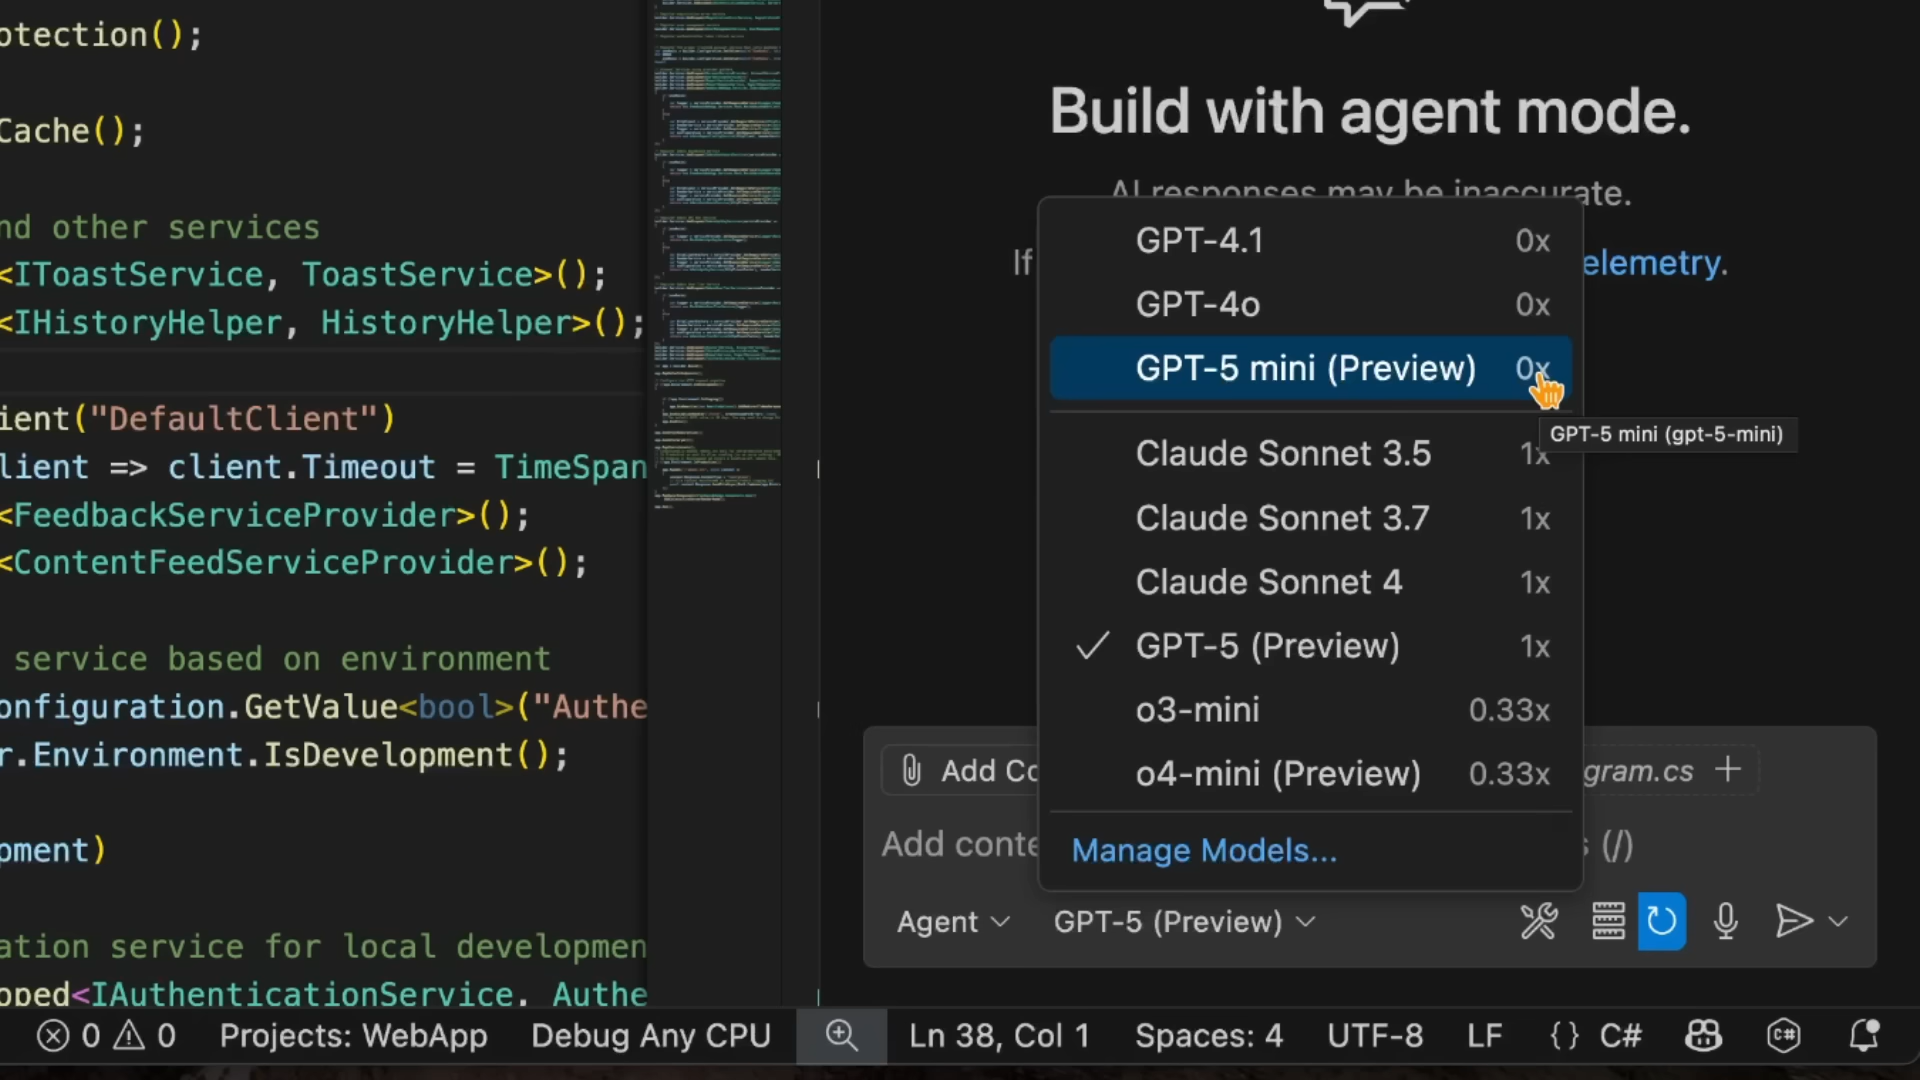 otection();
Cache();
nd other services
<IToastService, ToastService>();
<IHistoryHelper, HistoryHelper>();
ient("DefaultClient")
lient => client.Timeout = TimeSpan
<FeedbackServiceProvider>();
<ContentFeedServiceProvider>();
service based on environment
onfiguration.GetValue<bool>("Authe
r.Environment.IsDevelopment();
pment)
ation service for local developmen
oped<IAuthenticationService, Authe
Build with agent mode.
AI responses may be inaccurate.
If
elemetry.
GPT-4.1 0x
GPT-4o 0x
GPT-5 mini (Preview) 0x
GPT-5 mini (gpt-5-mini)
Claude Sonnet 3.5 1x
Claude Sonnet 3.7 1x
Claude Sonnet 4 1x
GPT-5 (Preview) 1x
o3-mini 0.33x
o4-mini (Preview) 0.33x
Manage Models...
Add Co
gram.cs +
Add conte
s (/)
Agent GPT-5 (Preview)
0 0 Projects: WebApp Debug Any CPU Ln 38, Col 1 Spaces: 4 UTF-8 LF {} C# C#